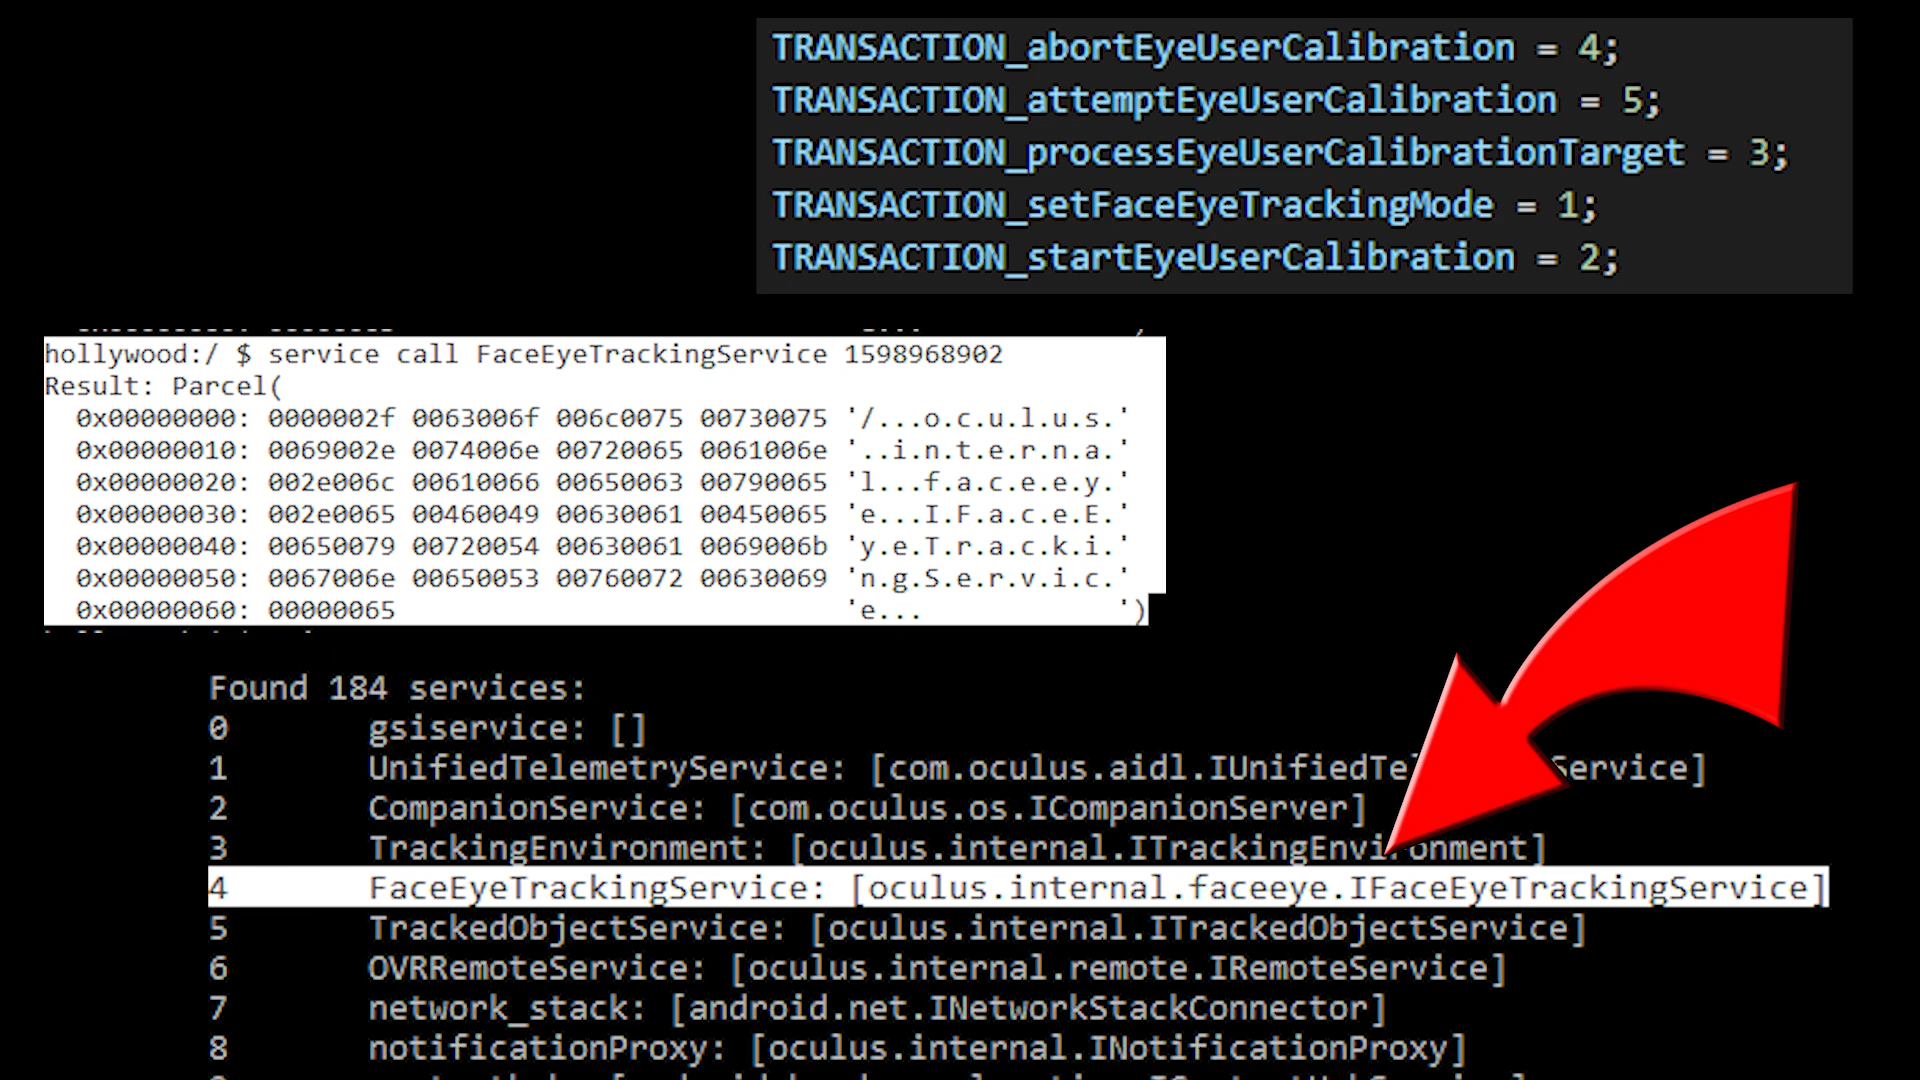 TRANSACTION_abortEyeUserCalibration = 4;
TRANSACTION_attemptEyeUserCalibration = 5;
TRANSACTION_processEyeUserCalibrationTarget = 3;
TRANSACTION_setFaceEyeTrackingMode = 1;
TRANSACTION_startEyeUserCalibration = 2;
hollywood:/ $ service call FaceEyeTrackingService 1598968902
Result: Parcel(
0x00000000: 0000002f 0063006f 006c0075 00730075 '/...o.c.u.l.u.s.'
0x00000010: 0069002e 0074006e 00720065 0061006e '..i.n.t.e.r.n.a.'
0x00000020: 002e006c 00610066 00650063 00790065 'l...f.a.c.e.e.y.'
0x00000030: 002e0065 00460049 00630061 00450065 'e...I.F.a.c.e.E.'
0x00000040: 00650079 00720054 00630061 0069006b 'y.e.T.r.a.c.k.i.'
0x00000050: 0067006e 00650053 00760072 00630069 'n.g.S.e.r.v.i.c.'
0x00000060: 00000065 'e... ')
Found 184 services:
0 gsiservice: []
1 UnifiedTelemetryService: [com.oculus.aidl.IUnifiedTe Service]
2 CompanionService: [com.oculus.os.ICompanionServer]
3 TrackingEnvironment: [oculus.internal.ITrackingEnvironment]
4 FaceEyeTrackingService: [oculus.internal.faceeye.IFaceEyeTrackingService]
5 TrackedObjectService: [oculus.internal.ITrackedObjectService]
6 OVRRemoteService: [oculus.internal.remote.IRemoteService]
7 network_stack: [android.net.INetworkStackConnector]
8 notificationProxy: [oculus.internal.INotificationProxy]